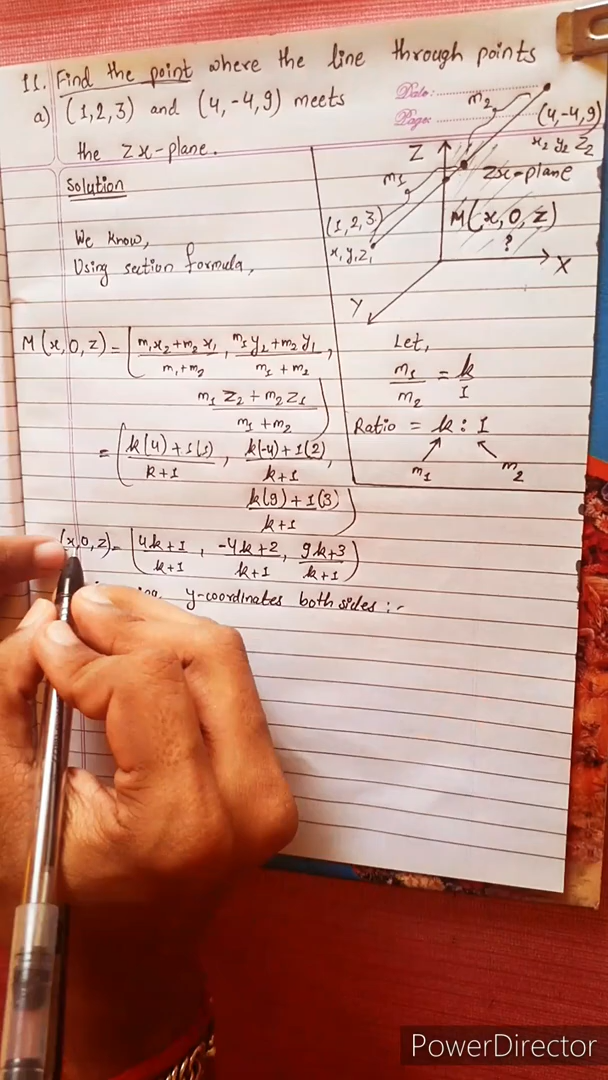 11. Find the point where the line through points
a) (1,2,3) and (4,-4,9) meets
the zx-plane.
Date:
Page:
Solution
We know,
Using section formula,
m2
(4,-4,9)
x2 y2 z2
Z
m1
zx-plane
(1,2,3)
x1 y1 z1
M(x,0,z)
?
X
Y
M(x,0,z) = (m1x2+m2x1/m1+m2, m1y2+m2y1/m1+m2,
m1z2+m2z1/m1+m2)
= (k(4)+1(1)/k+1, k(-4)+1(2)/k+1,
k(9)+1(3)/k+1)
(x,0,z) = (4k+1/k+1, -4k+2/k+1, 9k+3/k+1)
y-coordinates both sides:-
Let,
m1/m2 = k/1
Ratio = k:1
m1 m2
PowerDirector